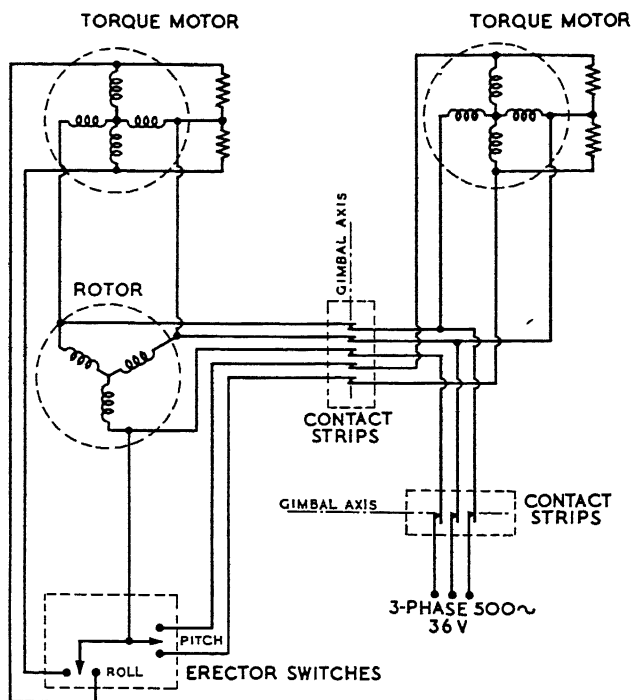 TORQUE MOTOR
TORQUE MOTOR
GIMBAL AXIS
ROTOR
CONTACT
STRIPS
GIMBAL AXIS
CONTACT
STRIPS
3-PHASE 500~
36V
PITCH
ROLL
ERECTOR SWITCHES